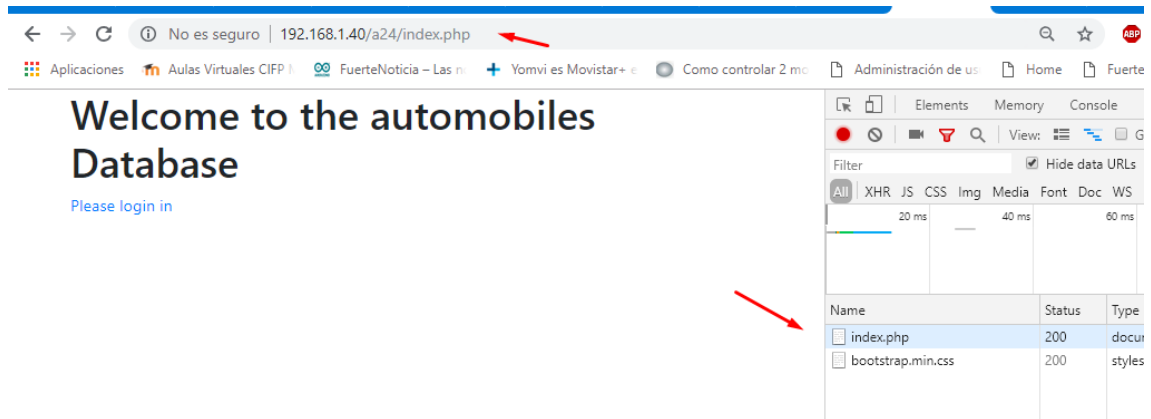 No es seguro | 192.168.1.40/a24/index.php
ABP
Aplicaciones Aulas Virtuales CIFP FuerteNoticia – Las n Yomvi es Movistar+ e Como controlar 2 mo Administración de us Home Fuerte
Welcome to the automobiles
Database
Please login in
Elements Memory Console
View: G
Filter Hide data URLs
All XHR JS CSS Img Media Font Doc WS
20 ms 40 ms 60 ms
Name Status Type
index.php 200 docu
bootstrap.min.css 200 styles